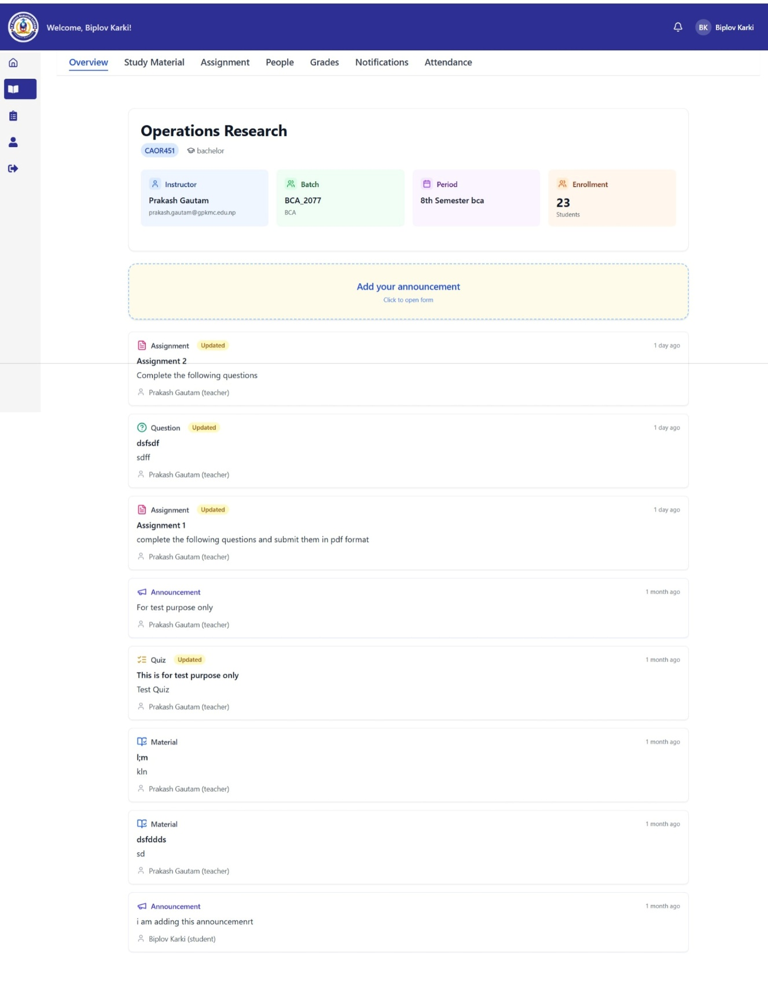 Welcome, Biplov Karki!
BK Biplov Karki
Overview Study Material Assignment People Grades Notifications Attendance
Operations Research
CAOR451 bachelor
Instructor
Prakash Gautam
prakash.gautam@gpkmc.edu.np
Batch
BCA_2077
BCA
Period
8th Semester bca
Enrollment
23
Students
Add your announcement
Click to open form
Assignment Updated 1 day ago
Assignment 2
Complete the following questions
Prakash Gautam (teacher)
Question Updated 1 day ago
dsfsdf
sdff
Prakash Gautam (teacher)
Assignment Updated 1 day ago
Assignment 1
complete the following questions and submit them in pdf format
Prakash Gautam (teacher)
Announcement 1 month ago
For test purpose only
Prakash Gautam (teacher)
Quiz Updated 1 month ago
This is for test purpose only
Test Quiz
Prakash Gautam (teacher)
Material 1 month ago
l;m
kln
Prakash Gautam (teacher)
Material 1 month ago
dsfddds
sd
Prakash Gautam (teacher)
Announcement 1 month ago
i am adding this announcemenrt
Biplov Karki (student)